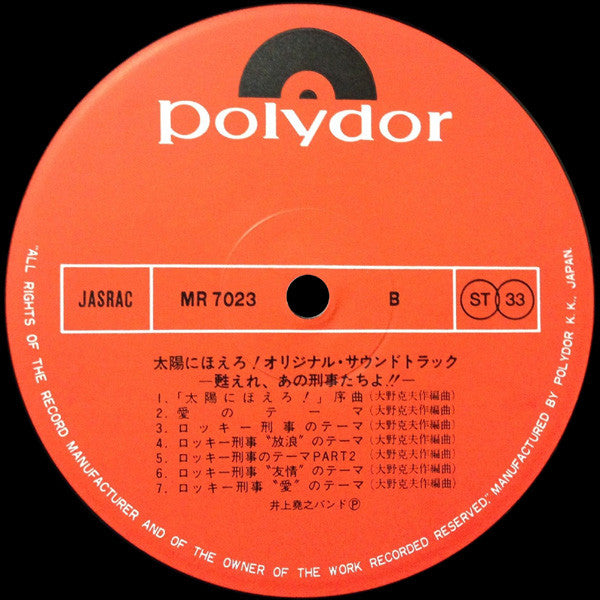 polydor
JASRAC MR 7023 B ST 33
太陽にほえろ!オリジナル・サウンドトラック
—甦えれ、あの刑事たちよ!!—
1. 「太陽にほえろ!」序曲(大野克夫作編曲)
2. 愛のテーマ(大野克夫作編曲)
3. ロッキー刑事のテーマ(大野克夫作編曲)
4. ロッキー刑事〝放浪〞のテーマ(大野克夫作編曲)
5. ロッキー刑事のテーマPART2(大野克夫作編曲)
6. ロッキー刑事〝友情〞のテーマ(大野克夫作編曲)
7. ロッキー刑事〝愛〞のテーマ(大野克夫作編曲)
井上堯之バンド Ⓟ
"ALL RIGHTS OF THE RECORD MANUFACTURER AND OF THE OWNER OF THE WORK RECORDED RESERVED." MANUFACTURED BY POLYDOR K.K., JAPAN.